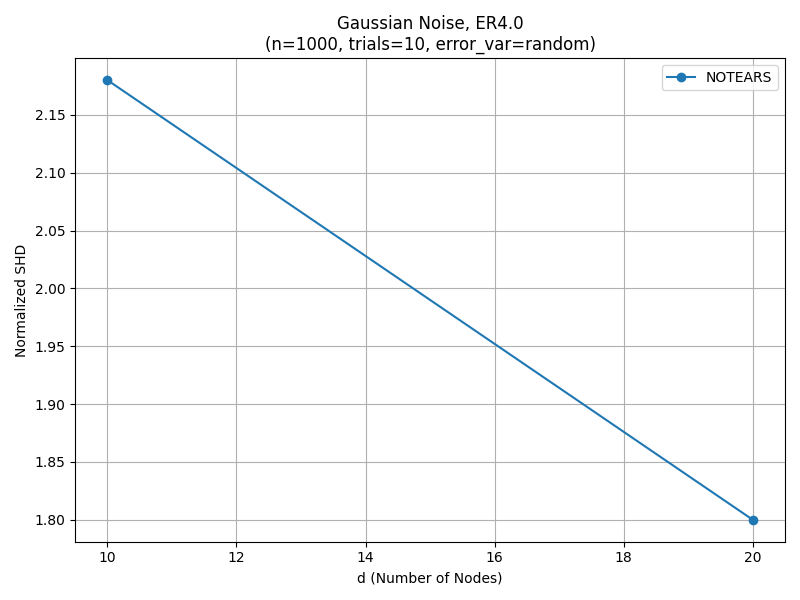 Gaussian Noise, ER4.0
(n=1000, trials=10, error_var=random)
NOTEARS
Normalized SHD
2.15
2.10
2.05
2.00
1.95
1.90
1.85
1.80
10 12 14 16 18 20
d (Number of Nodes)